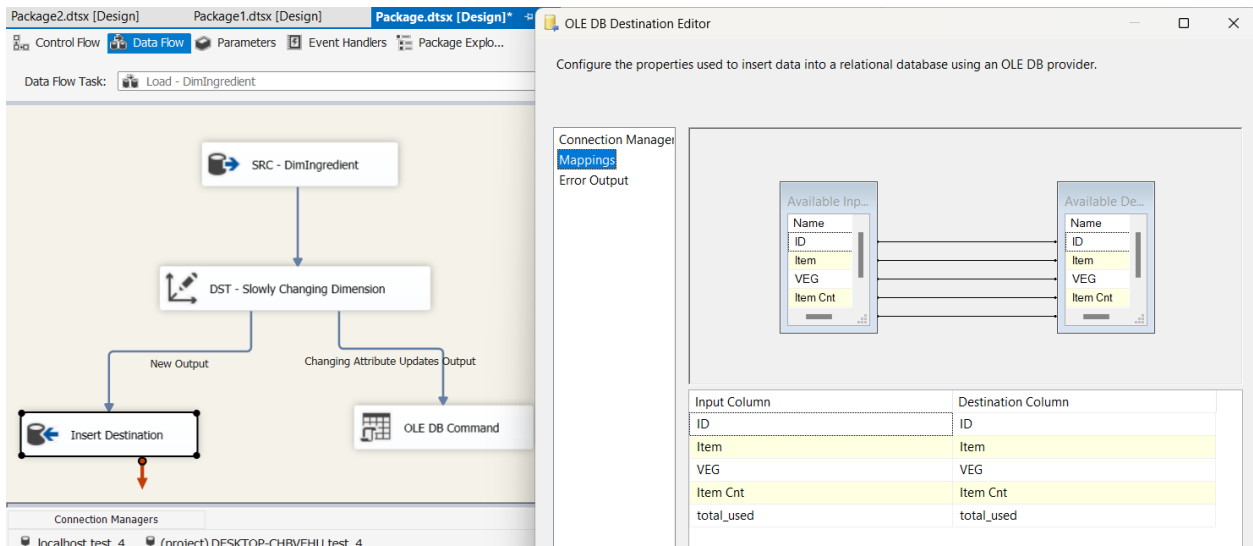 Package2.dtsx [Design]
Package1.dtsx [Design]
Package.dtsx [Design]*
Control Flow
Data Flow
Parameters
Event Handlers
Package Explo...
Data Flow Task:
Load - DimIngredient
SRC - DimIngredient
DST - Slowly Changing Dimension
New Output
Changing Attribute Updates Output
Insert Destination
OLE DB Command
Connection Managers
localhost test_4
(project) DESKTOP-CHBVEHU test_4
OLE DB Destination Editor
Configure the properties used to insert data into a relational database using an OLE DB provider.
Connection Manager
Mappings
Error Output
Available Inp...
Name
ID
Item
VEG
Item Cnt
Available De...
Name
ID
Item
VEG
Item Cnt
Input Column Destination Column
ID ID
Item Item
VEG VEG
Item Cnt Item Cnt
total_used total_used